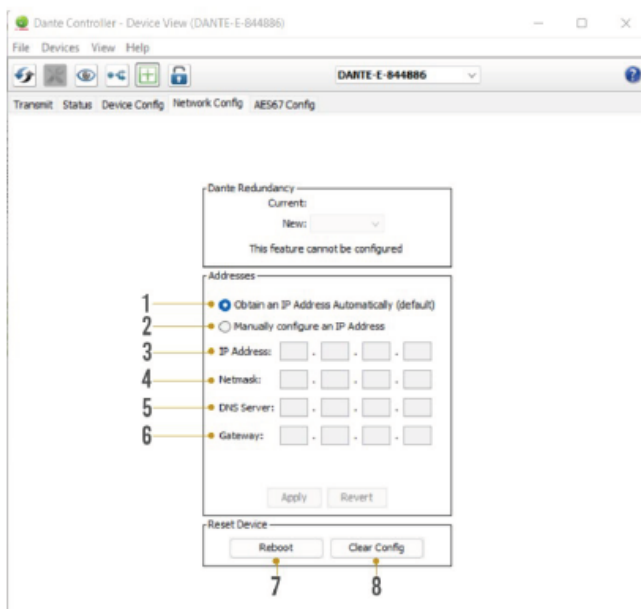 Dante Controller - Device View (DANTE-E-844886)
File Devices View Help
DANTE-E-844886
Transmit Status Device Config Network Config AES67 Config
Dante Redundancy
Current:
New:
This feature cannot be configured
Addresses
1 Obtain an IP Address Automatically (default)
2 Manually configure an IP Address
3 IP Address: . . .
4 Netmask: . . .
5 DNS Server: . . .
6 Gateway: . . .
Apply Revert
Reset Device
Reboot Clear Config
7 8